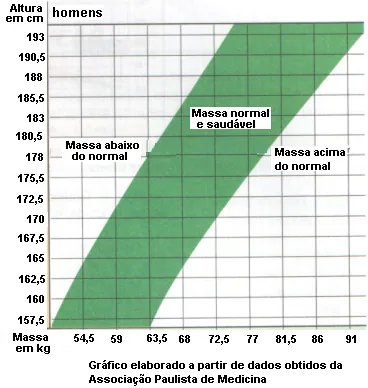 Altura
em cm
homens
193
190,5
188
185,5
183
180,5
178
175,5
172,5
170
167,5
165
162,5
160
157,5
Massa normal
e saudável
Massa abaixo
do normal
Massa acima
do normal
Massa
em kg
54,5 59 63,5 68 72,5 77 81,5 86 91
Gráfico elaborado a partir de dados obtidos da
Associação Paulista de Medicina